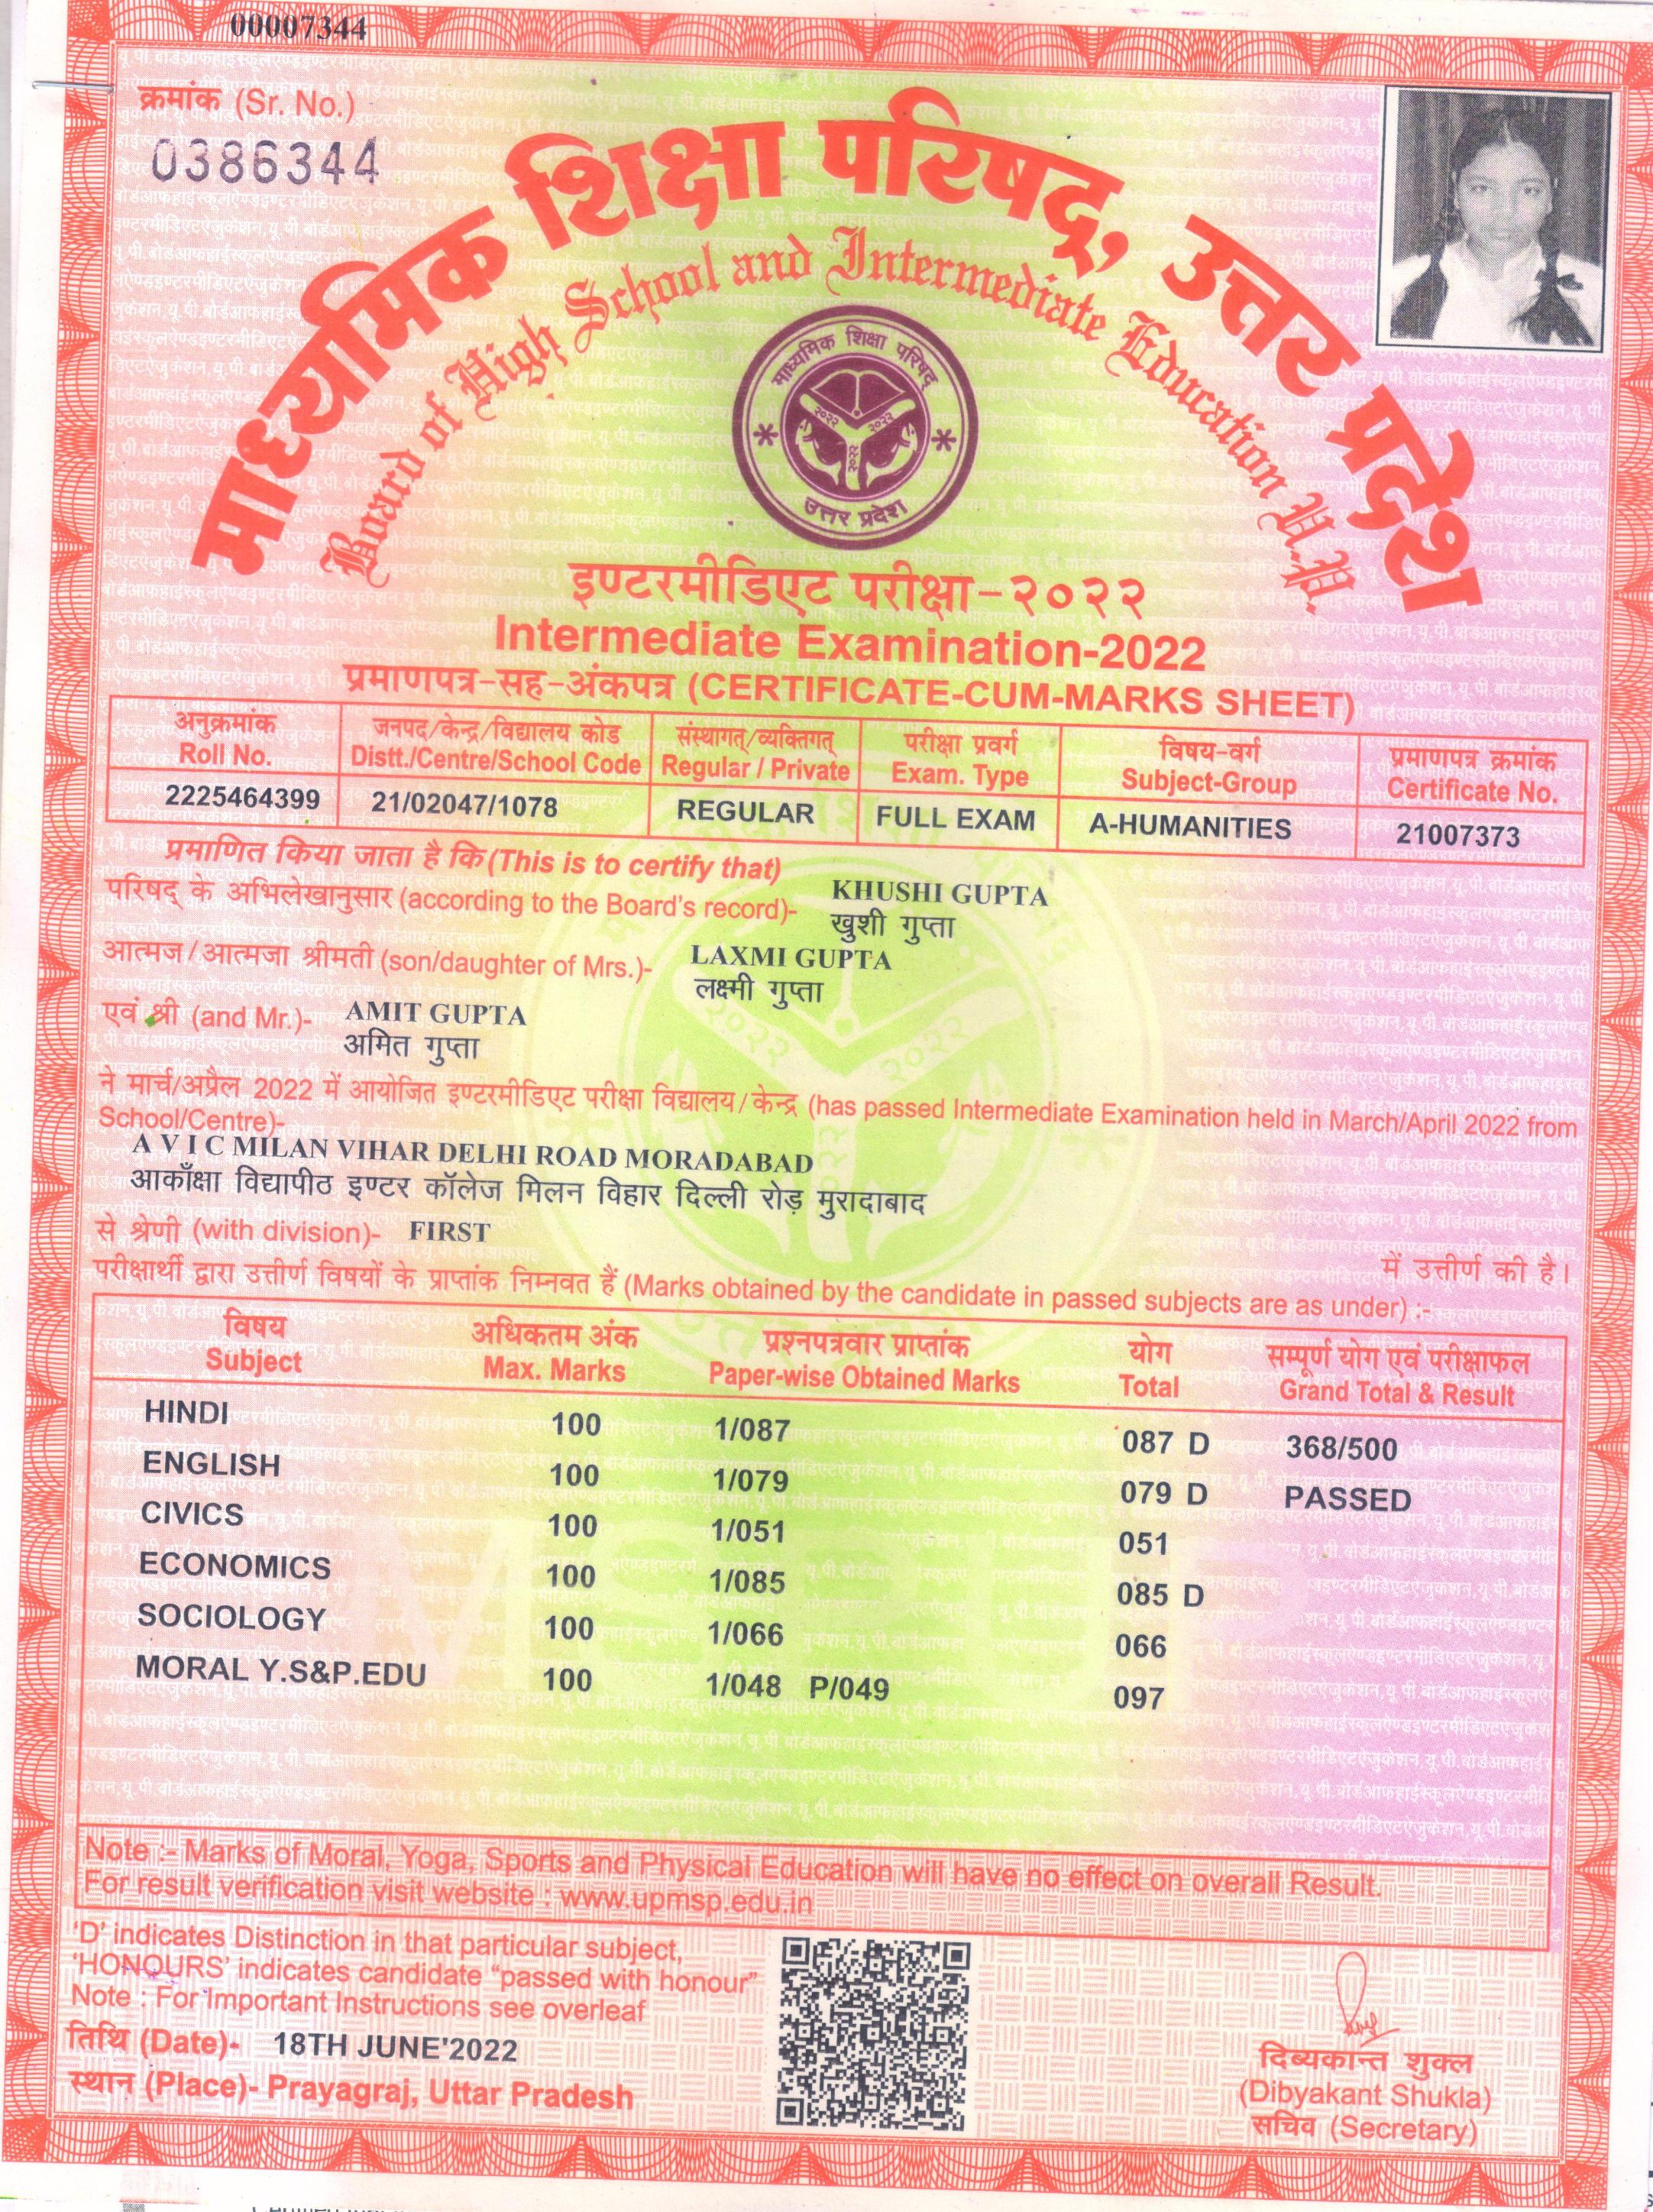 00007344
क्रमांक (Sr. No.)
0386344
माध्यमिक शिक्षा परिषद्, उत्तर प्रदेश
Board of High School and Intermediate Education U.P.
माध्यमिक शिक्षा परिषद्
२०२२ २०२२
२०२२
उत्तर प्रदेश
इण्टरमीडिएट परीक्षा-२०२२
Intermediate Examination-2022
प्रमाणपत्र-सह-अंकपत्र (CERTIFICATE-CUM-MARKS SHEET)
अनुक्रमांक जनपद/केन्द्र/विद्यालय कोड संस्थागत्/व्यक्तिगत् परीक्षा प्रवर्ग विषय-वर्ग प्रमाणपत्र क्रमांक
Roll No. Distt./Centre/School Code Regular / Private Exam. Type Subject-Group Certificate No.
2225464399 21/02047/1078 REGULAR FULL EXAM A-HUMANITIES 21007373
प्रमाणित किया जाता है कि (This is to certify that)
परिषद् के अभिलेखानुसार (according to the Board's record)- KHUSHI GUPTA
खुशी गुप्ता
आत्मज/आत्मजा श्रीमती (son/daughter of Mrs.)- LAXMI GUPTA
लक्ष्मी गुप्ता
एवं श्री (and Mr.)- AMIT GUPTA
अमित गुप्ता
ने मार्च/अप्रैल 2022 में आयोजित इण्टरमीडिएट परीक्षा विद्यालय/केन्द्र (has passed Intermediate Examination held in March/April 2022 from
School/Centre)-
A V I C MILAN VIHAR DELHI ROAD MORADABAD
आकाँक्षा विद्यापीठ इण्टर कॉलेज मिलन विहार दिल्ली रोड़ मुरादाबाद
से श्रेणी (with division)- FIRST
में उत्तीर्ण की है।
परीक्षार्थी द्वारा उत्तीर्ण विषयों के प्राप्तांक निम्नवत हैं (Marks obtained by the candidate in passed subjects are as under) :-
विषय अधिकतम अंक प्रश्नपत्रवार प्राप्तांक योग सम्पूर्ण योग एवं परीक्षाफल
Subject Max. Marks Paper-wise Obtained Marks Total Grand Total & Result
HINDI 100 1/087 087 D 368/500
ENGLISH 100 1/079 079 D PASSED
CIVICS 100 1/051 051
ECONOMICS 100 1/085 085 D
SOCIOLOGY 100 1/066 066
MORAL Y.S&P.EDU 100 1/048 P/049 097
Note :- Marks of Moral, Yoga, Sports and Physical Education will have no effect on overall Result.
For result verification visit website : www.upmsp.edu.in
'D' indicates Distinction in that particular subject,
'HONOURS' indicates candidate "passed with honour"
Note : For Important Instructions see overleaf
तिथि (Date)- 18TH JUNE'2022
स्थान (Place)- Prayagraj, Uttar Pradesh
दिब्यकान्त शुक्ल
(Dibyakant Shukla)
सचिव (Secretary)